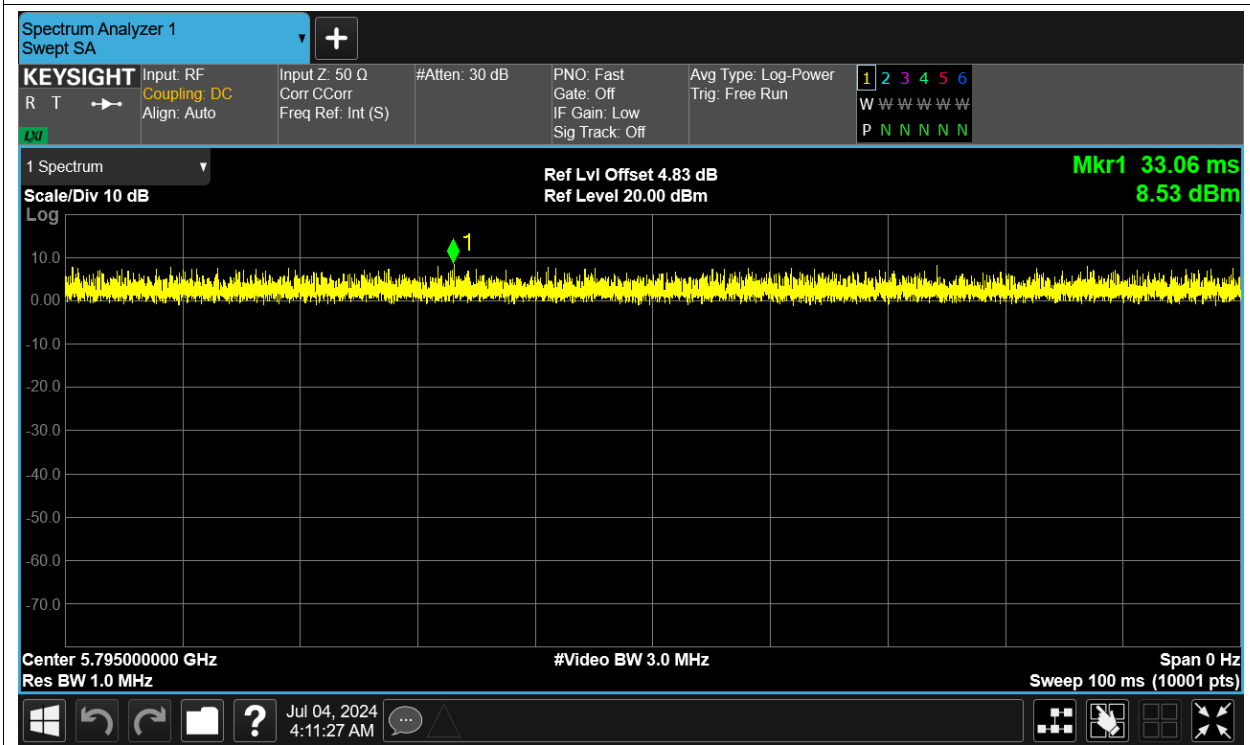 Spectrum Analyzer 1
Swept SA
KEYSIGHT
R T
LXI
Input: RF
Coupling: DC
Align: Auto
Input Z: 50 Ω
Corr CCorr
Freq Ref: Int (S)
#Atten: 30 dB
PNO: Fast
Gate: Off
IF Gain: Low
Sig Track: Off
Avg Type: Log-Power
Trig: Free Run
1 2 3 4 5 6
W W W W W W
P N N N N N
1 Spectrum
Scale/Div 10 dB
Log
Ref Lvl Offset 4.83 dB
Ref Level 20.00 dBm
Mkr1 33.06 ms
8.53 dBm
1
10.0
0.00
-10.0
-20.0
-30.0
-40.0
-50.0
-60.0
-70.0
Center 5.795000000 GHz
Res BW 1.0 MHz
#Video BW 3.0 MHz
Span 0 Hz
Sweep 100 ms (10001 pts)
?
Jul 04, 2024
4:11:27 AM